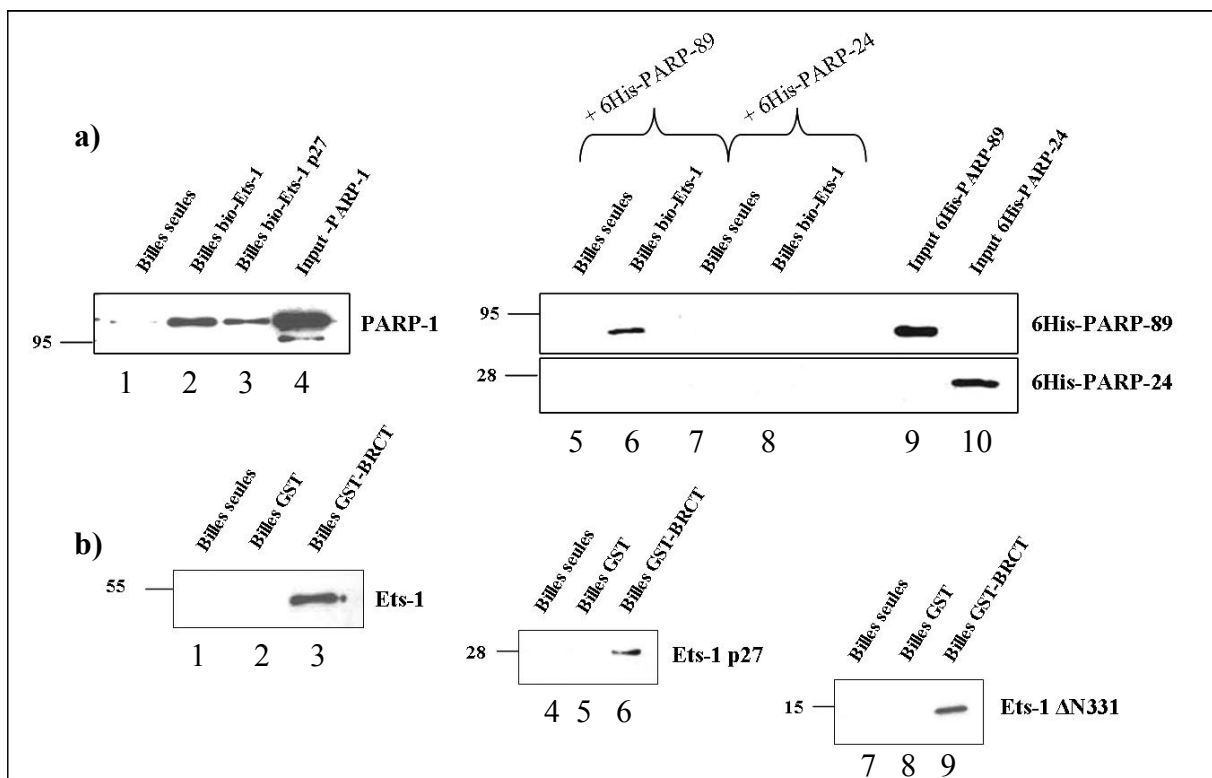 a)
Billes seules
Billes bio-Ets-1
Billes bio-Ets-1 p27
Input -PARP-1
95
PARP-1
1 2 3 4
+ 6His-PARP-89
+ 6His-PARP-24
Billes seules
Billes bio-Ets-1
Billes seules
Billes bio-Ets-1
Input 6His-PARP-89
Input 6His-PARP-24
95
6His-PARP-89
28
6His-PARP-24
5 6 7 8 9 10
b)
Billes seules
Billes GST
Billes GST-BRCT
55
Ets-1
1 2 3
Billes seules
Billes GST
Billes GST-BRCT
28
Ets-1 p27
4 5 6
Billes seules
Billes GST
Billes GST-BRCT
15
Ets-1 ΔN331
7 8 9